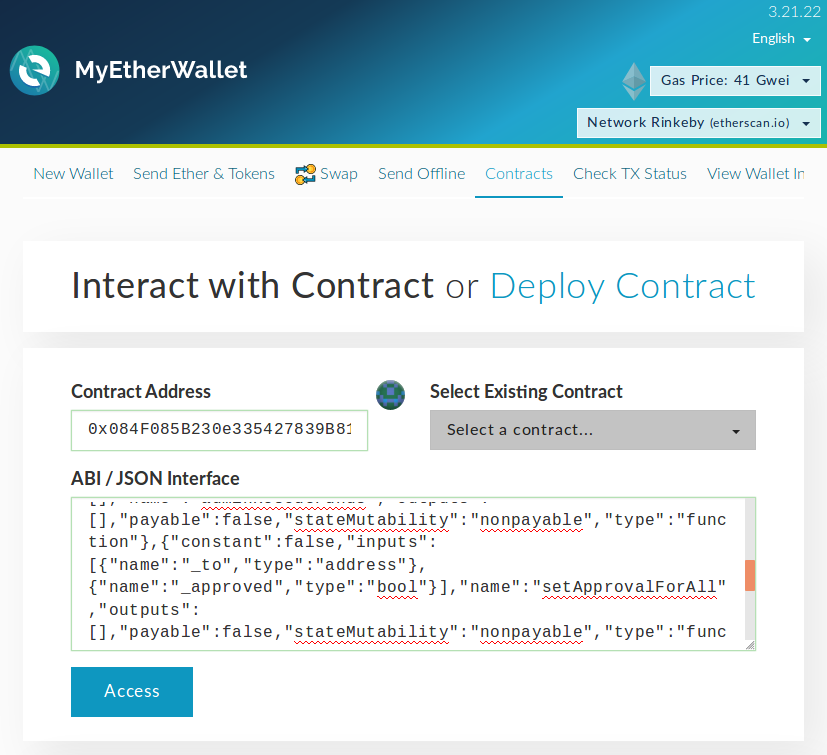 3.21.22
English
MyEtherWallet
Gas Price: 41 Gwei
Network Rinkeby (etherscan.io)
New Wallet Send Ether & Tokens Swap Send Offline Contracts Check TX Status View Wallet In
Interact with Contract or Deploy Contract
Contract Address
Select Existing Contract
0x084F085B230e335427839B81
Select a contract...
ABI / JSON Interface
[],"payable":false,"stateMutability":"nonpayable","type":"func
tion"},{"constant":false,"inputs":
[{"name":"_to","type":"address"},
{"name":"_approved","type":"bool"}],"name":"setApprovalForAll"
,"outputs":
[],"payable":false,"stateMutability":"nonpayable","type":"func
Access